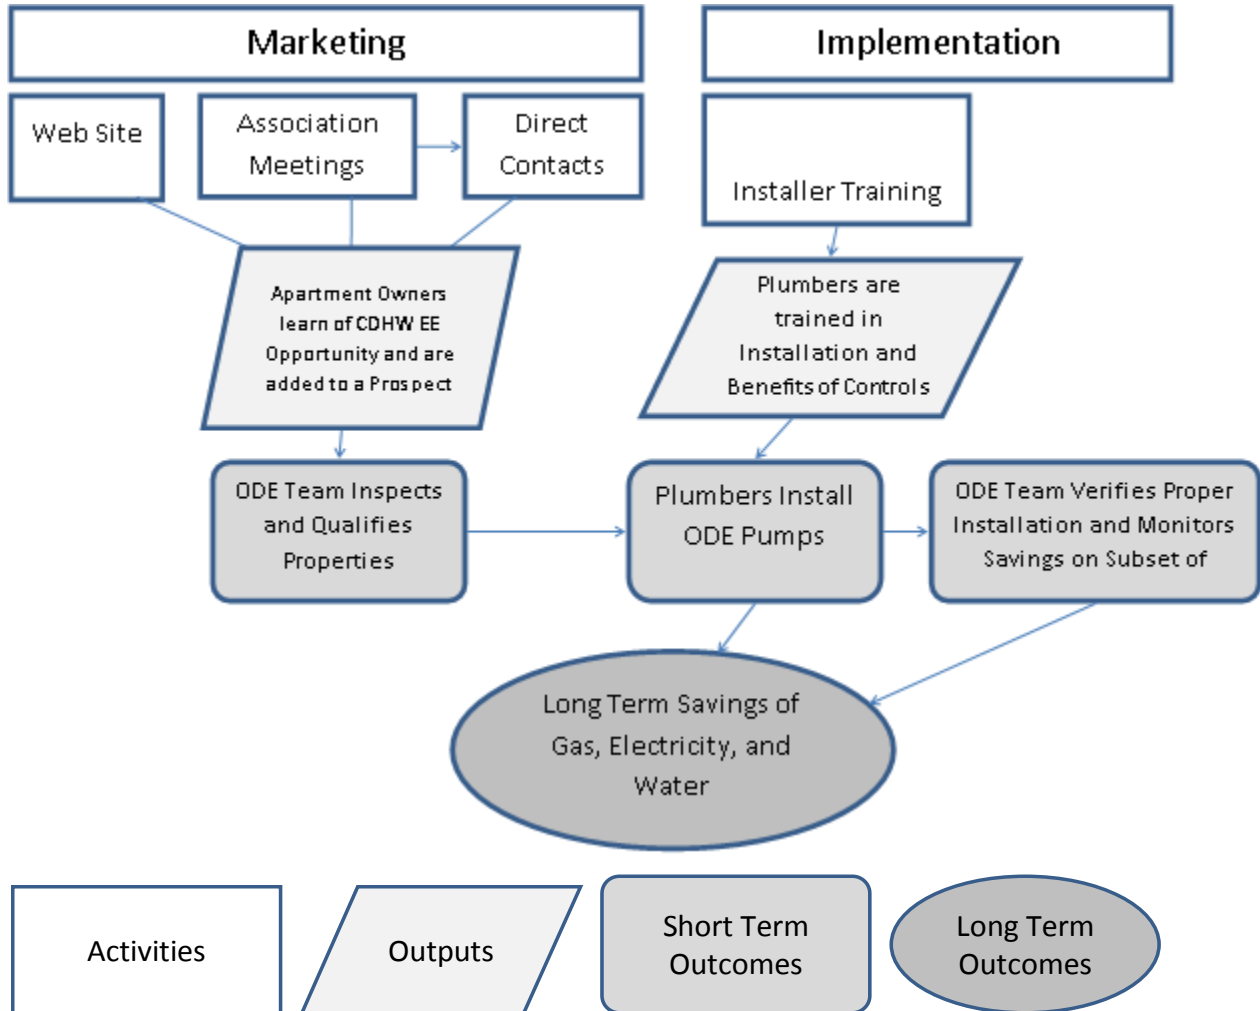 Marketing
Implementation
Web Site
Association
Meetings
Direct
Contacts
Installer Training
Apartment Owners
learn of CDHW EE
Opportunity and are
added to a Prospect
Plumbers are
trained in
Installation and
Benefits of Controls
ODE Team Inspects
and Qualifies
Properties
Plumbers Install
ODE Pumps
ODE Team Verifies Proper
Installation and Monitors
Savings on Subset of
Long Term Savings of
Gas, Electricity, and
Water
Activities
Outputs
Short Term
Outcomes
Long Term
Outcomes